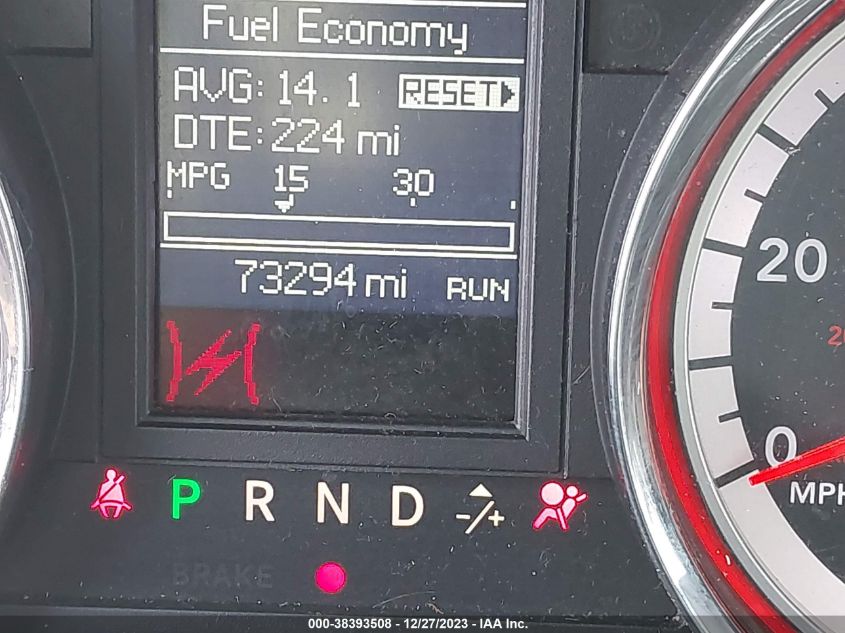 Fuel Economy
AVG: 14.1 RESET
DTE: 224 mi
MPG 15 30
73294 mi RUN
20
0
MPH
P R N D -/+
BRAKE
000-38393508 - 12/27/2023 - IAA Inc.